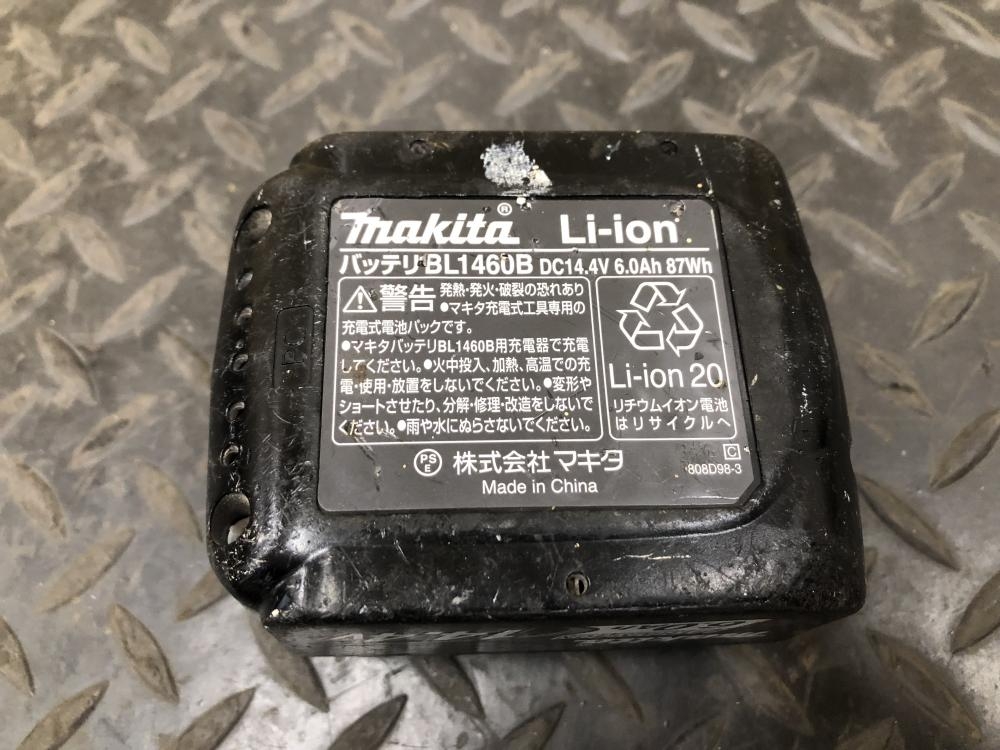 makita® Li-ion
バッテリBL1460B DC14.4V 6.0Ah 87Wh
警告 発熱・発火・破裂の恐れあり
●マキタ充電式工具専用の
充電式電池パックです。
●マキタバッテリBL1460B用充電器で充電
してください。●火中投入、加熱、高温での充
電・使用・放置をしないでください。●変形や
ショートさせたり、分解・修理・改造をしないで
ください。●雨や水にぬらさないでください。
Li-ion 20
リチウムイオン電池
はリサイクルへ
PSE 株式会社マキタ
C
808D98-3
Made in China